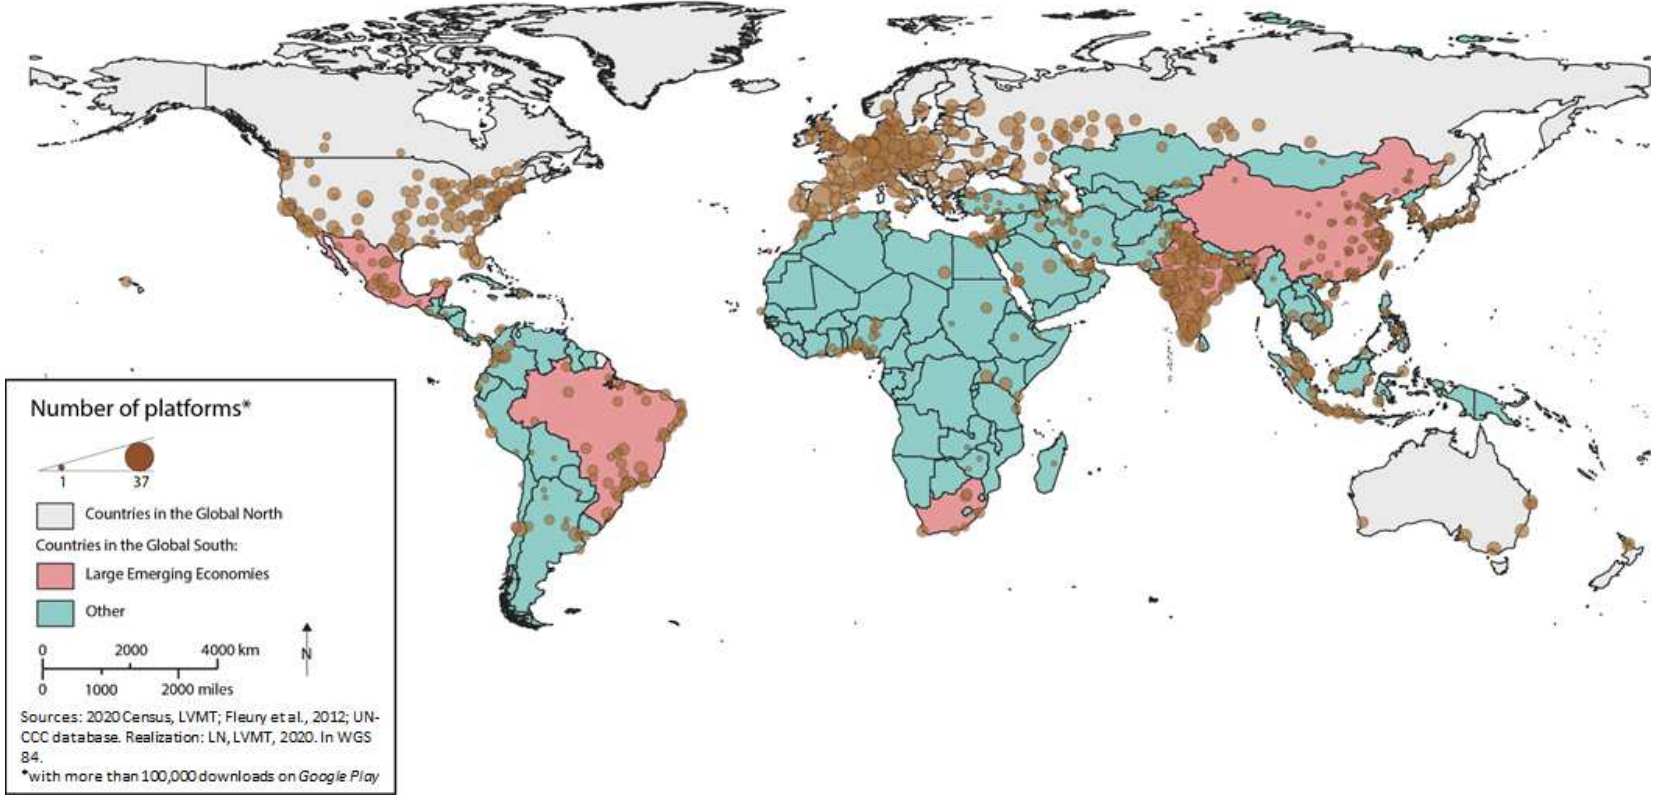 Number of platforms*
1 37
Countries in the Global North
Countries in the Global South:
Large Emerging Economies
Other
0 2000 4000 km
N
0 1000 2000 miles
Sources: 2020 Census, LVMT; Fleury et al., 2012; UN-
CCC database. Realization: LN, LVMT, 2020. In WGS
84.
*with more than 100,000 downloads on Google Play